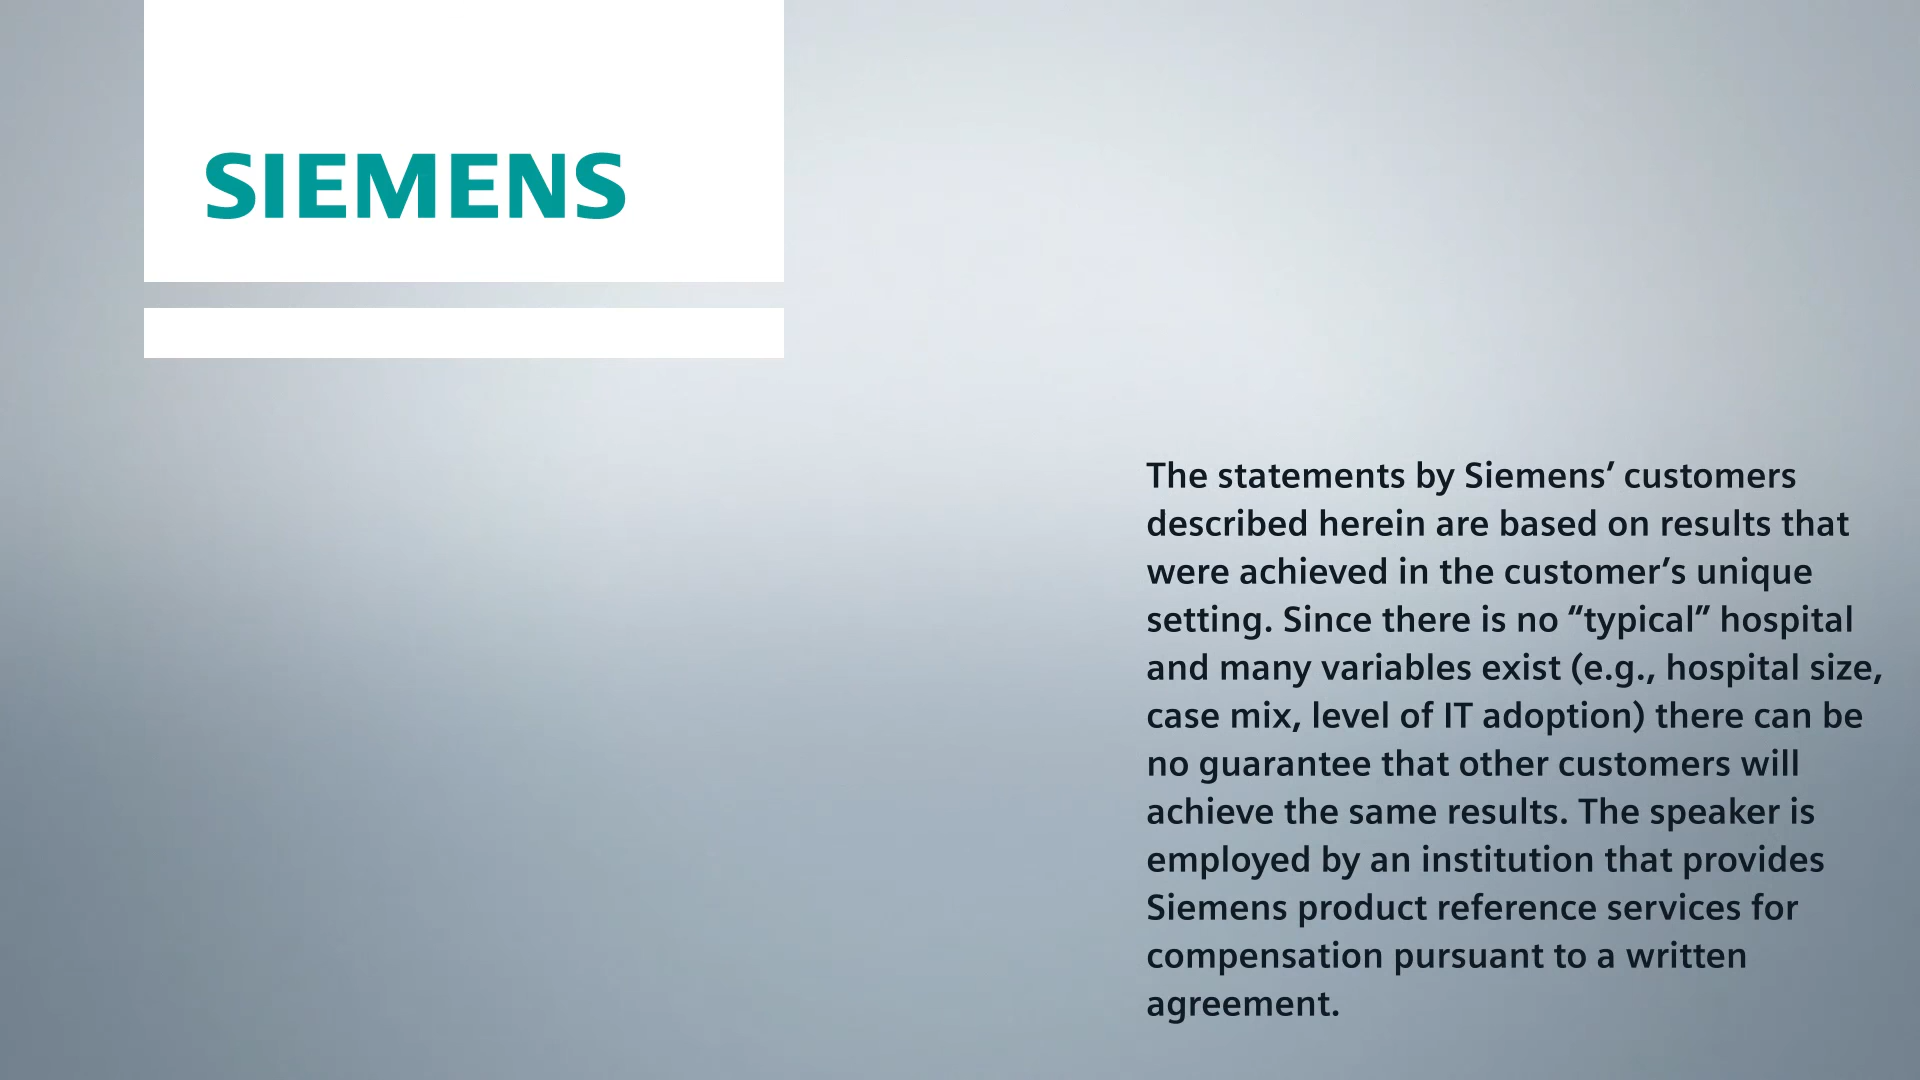 SIEMENS
The statements by Siemens’ customers
described herein are based on results that
were achieved in the customer’s unique
setting. Since there is no “typical” hospital
and many variables exist (e.g., hospital size,
case mix, level of IT adoption) there can be
no guarantee that other customers will
achieve the same results. The speaker is
employed by an institution that provides
Siemens product reference services for
compensation pursuant to a written
agreement.